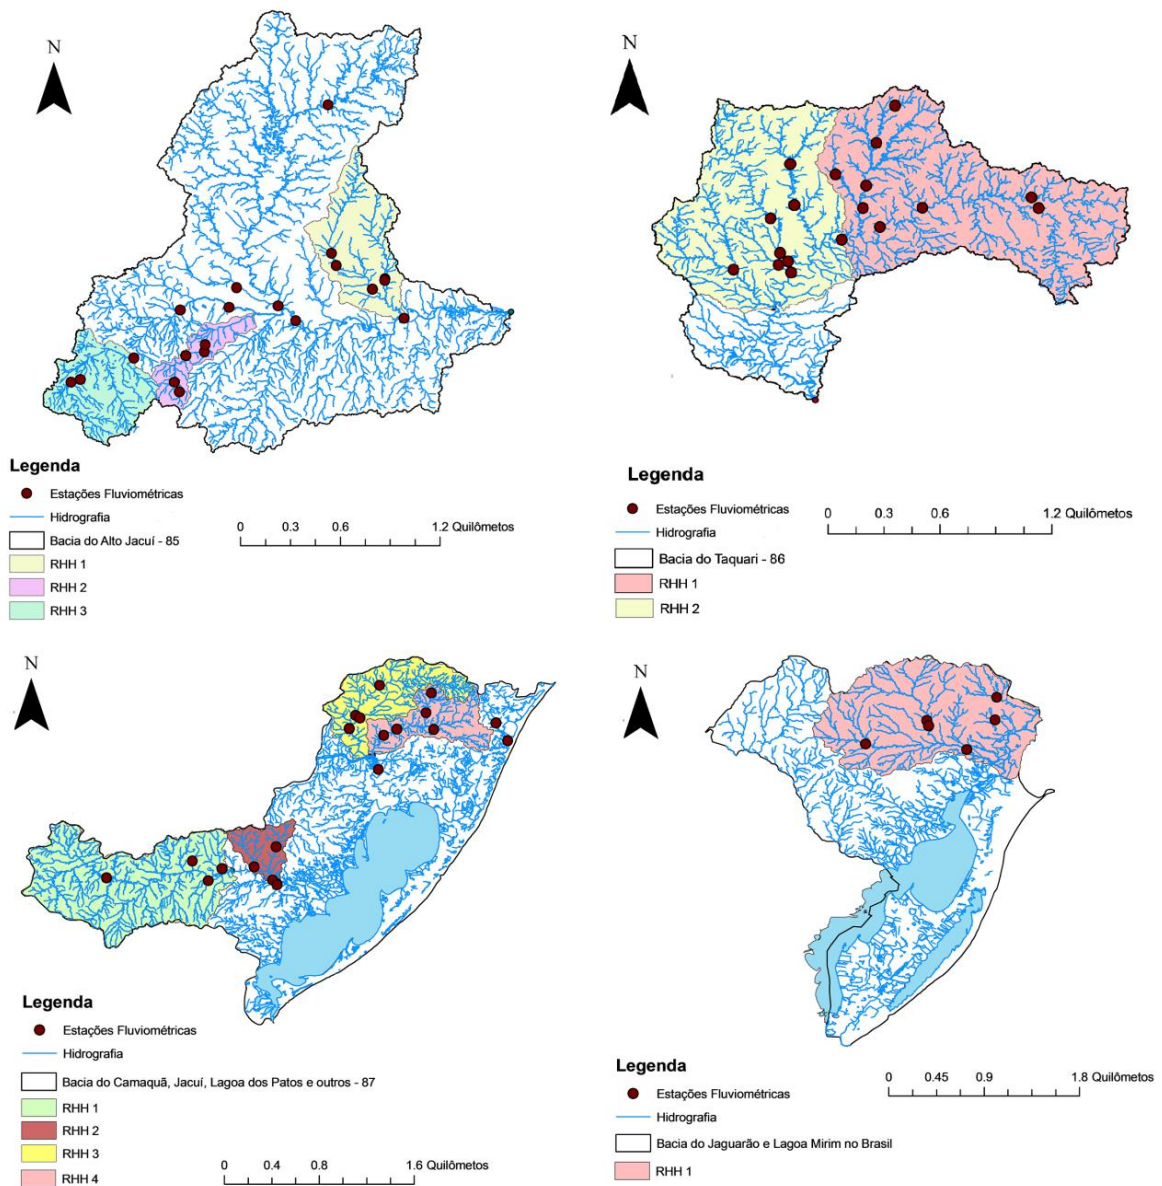 N
Legenda
Estações Fluviométricas
Hidrografia
Bacia do Alto Jacuí - 85
RHH 1
RHH 2
RHH 3
0 0.3 0.6 1.2 Quilômetros
N
Legenda
Estações Fluviométricas
Hidrografia
Bacia do Taquari - 86
RHH 1
RHH 2
0 0.3 0.6 1.2 Quilômetros
N
Legenda
Estações Fluviométricas
Hidrografia
Bacia do Camaquã, Jacuí, Lagoa dos Patos e outros - 87
RHH 1
RHH 2
RHH 3
RHH 4
0 0.4 0.8 1.6 Quilômetros
N
Legenda
Estações Fluviométricas
Hidrografia
Bacia do Jaguarão e Lagoa Mirim no Brasil
RHH 1
0 0.45 0.9 1.8 Quilômetros